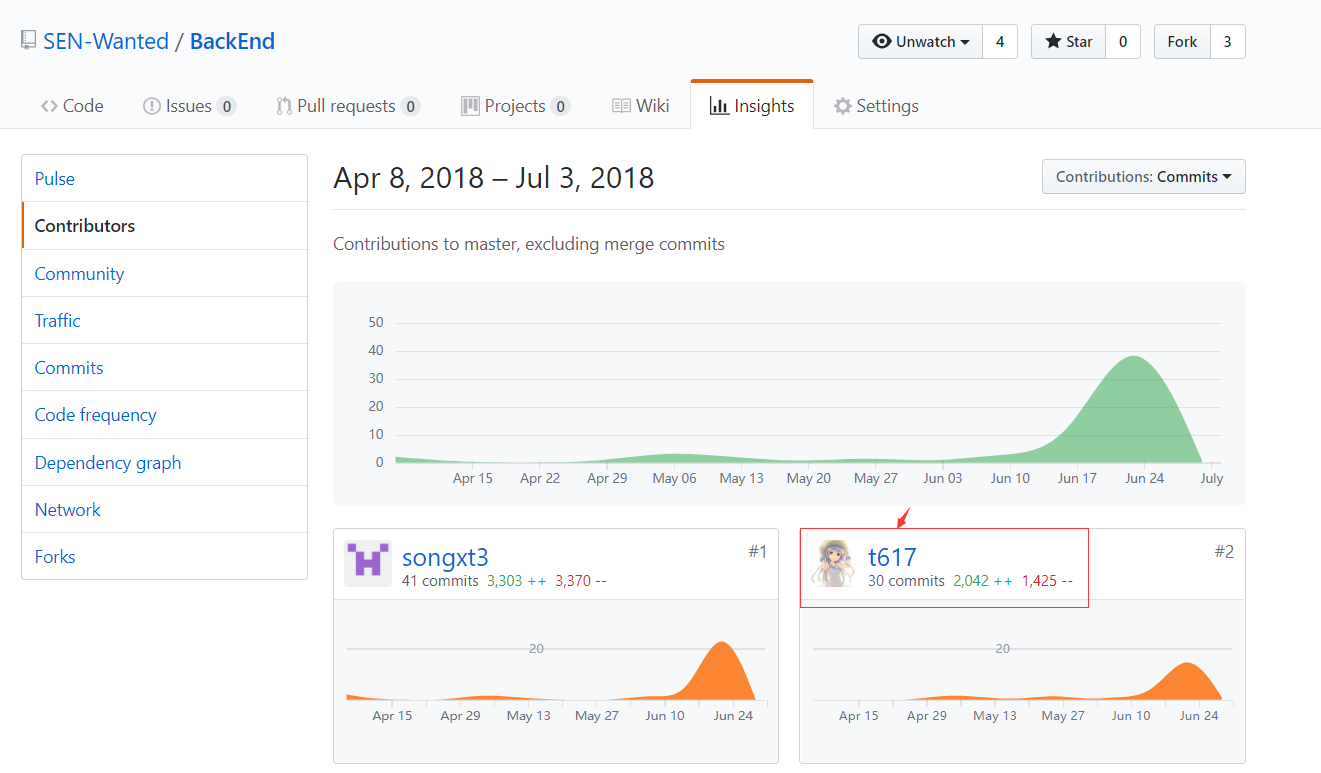 SEN-Wanted / BackEnd
Unwatch 4 Star 0 Fork 3
Code Issues 0 Pull requests 0 Projects 0 Wiki Insights Settings
Pulse
Contributors
Community
Traffic
Commits
Code frequency
Dependency graph
Network
Forks
Apr 8, 2018 – Jul 3, 2018
Contributions: Commits
Contributions to master, excluding merge commits
50
40
30
20
10
0
Apr 15 Apr 22 Apr 29 May 06 May 13 May 20 May 27 Jun 03 Jun 10 Jun 17 Jun 24 July
songxt3 #1
41 commits 3,303 ++ 3,370 --
20
Apr 15 Apr 29 May 13 May 27 Jun 10 Jun 24
t617 #2
30 commits 2,042 ++ 1,425 --
20
Apr 15 Apr 29 May 13 May 27 Jun 10 Jun 24